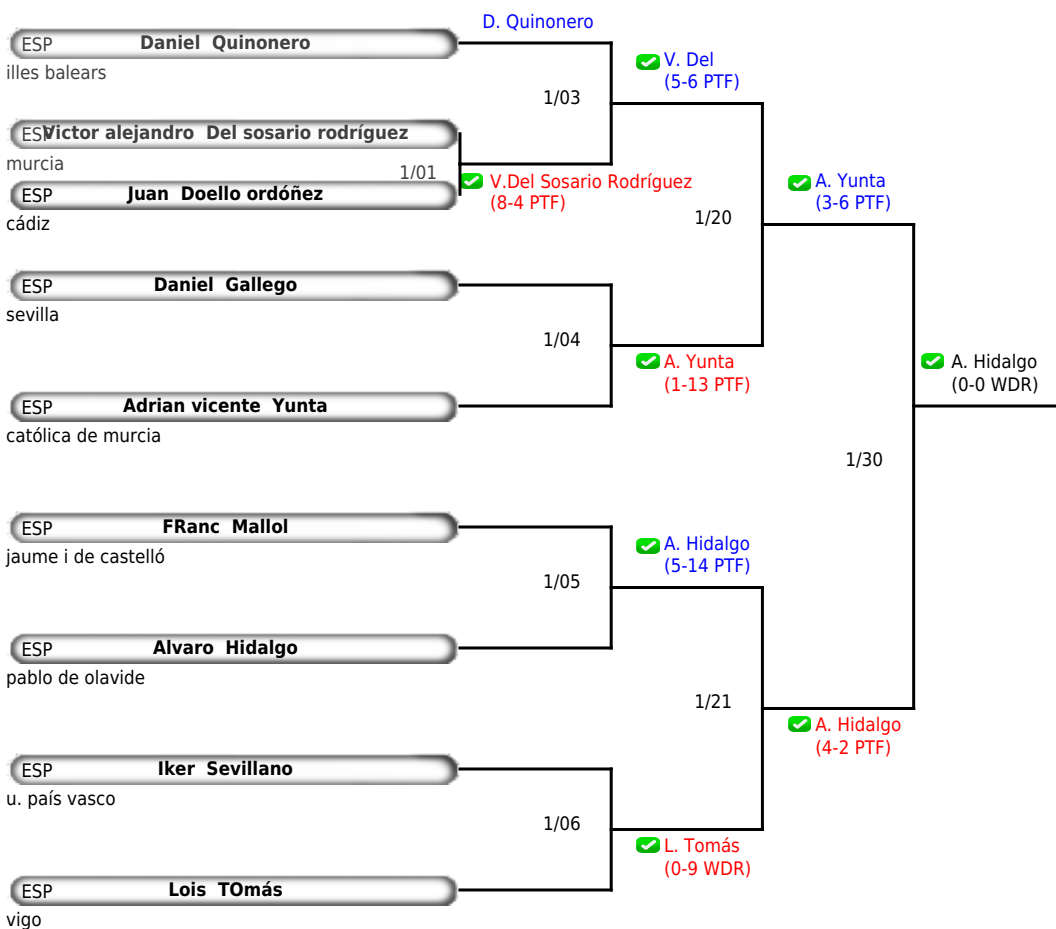 D. Quinonero
ESP Daniel Quinonero
illes balears
V. Del
(5-6 PTF)
1/03
ESP Victor alejandro Del sosario rodríguez
murcia
1/01
V.Del Sosario Rodríguez
(8-4 PTF)
ESP Juan Doello ordóñez
cádiz
A. Yunta
(3-6 PTF)
1/20
ESP Daniel Gallego
sevilla
1/04
A. Yunta
(1-13 PTF)
A. Hidalgo
(0-0 WDR)
ESP Adrian vicente Yunta
católica de murcia
1/30
ESP FRanc Mallol
jaume i de castelló
A. Hidalgo
(5-14 PTF)
1/05
ESP Alvaro Hidalgo
pablo de olavide
1/21
A. Hidalgo
(4-2 PTF)
ESP Iker Sevillano
u. país vasco
1/06
L. Tomás
(0-9 WDR)
ESP Lois TOmás
vigo